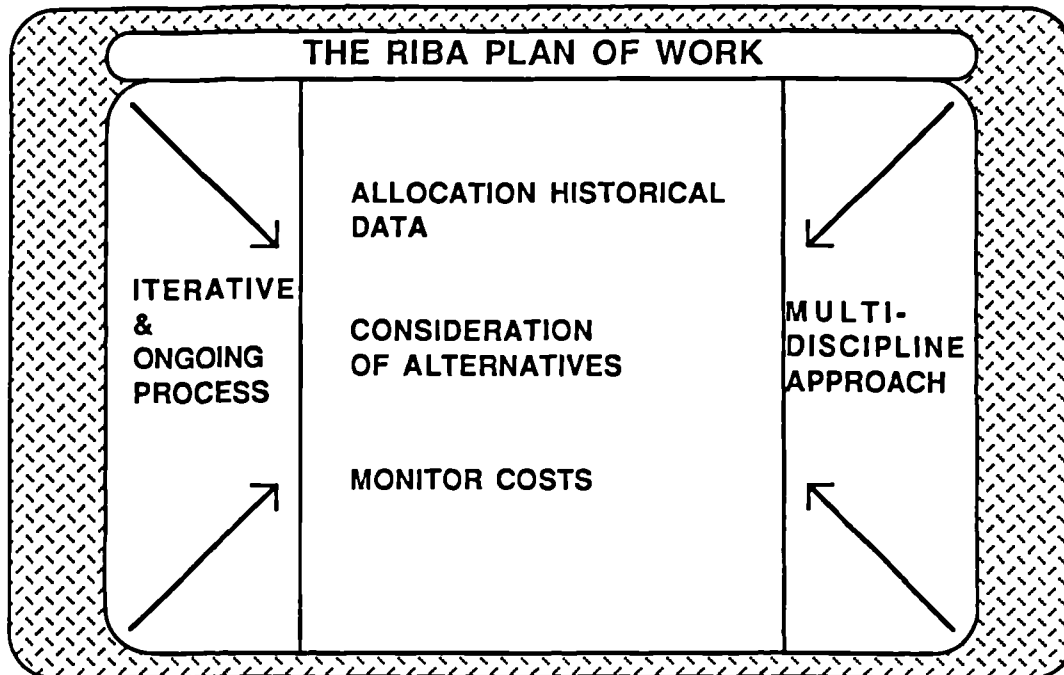 THE RIBA PLAN OF WORK
ITERATIVE
&
ONGOING
PROCESS
ALLOCATION HISTORICAL
DATA
CONSIDERATION
OF ALTERNATIVES
MONITOR COSTS
MULTI-
DISCIPLINE
APPROACH